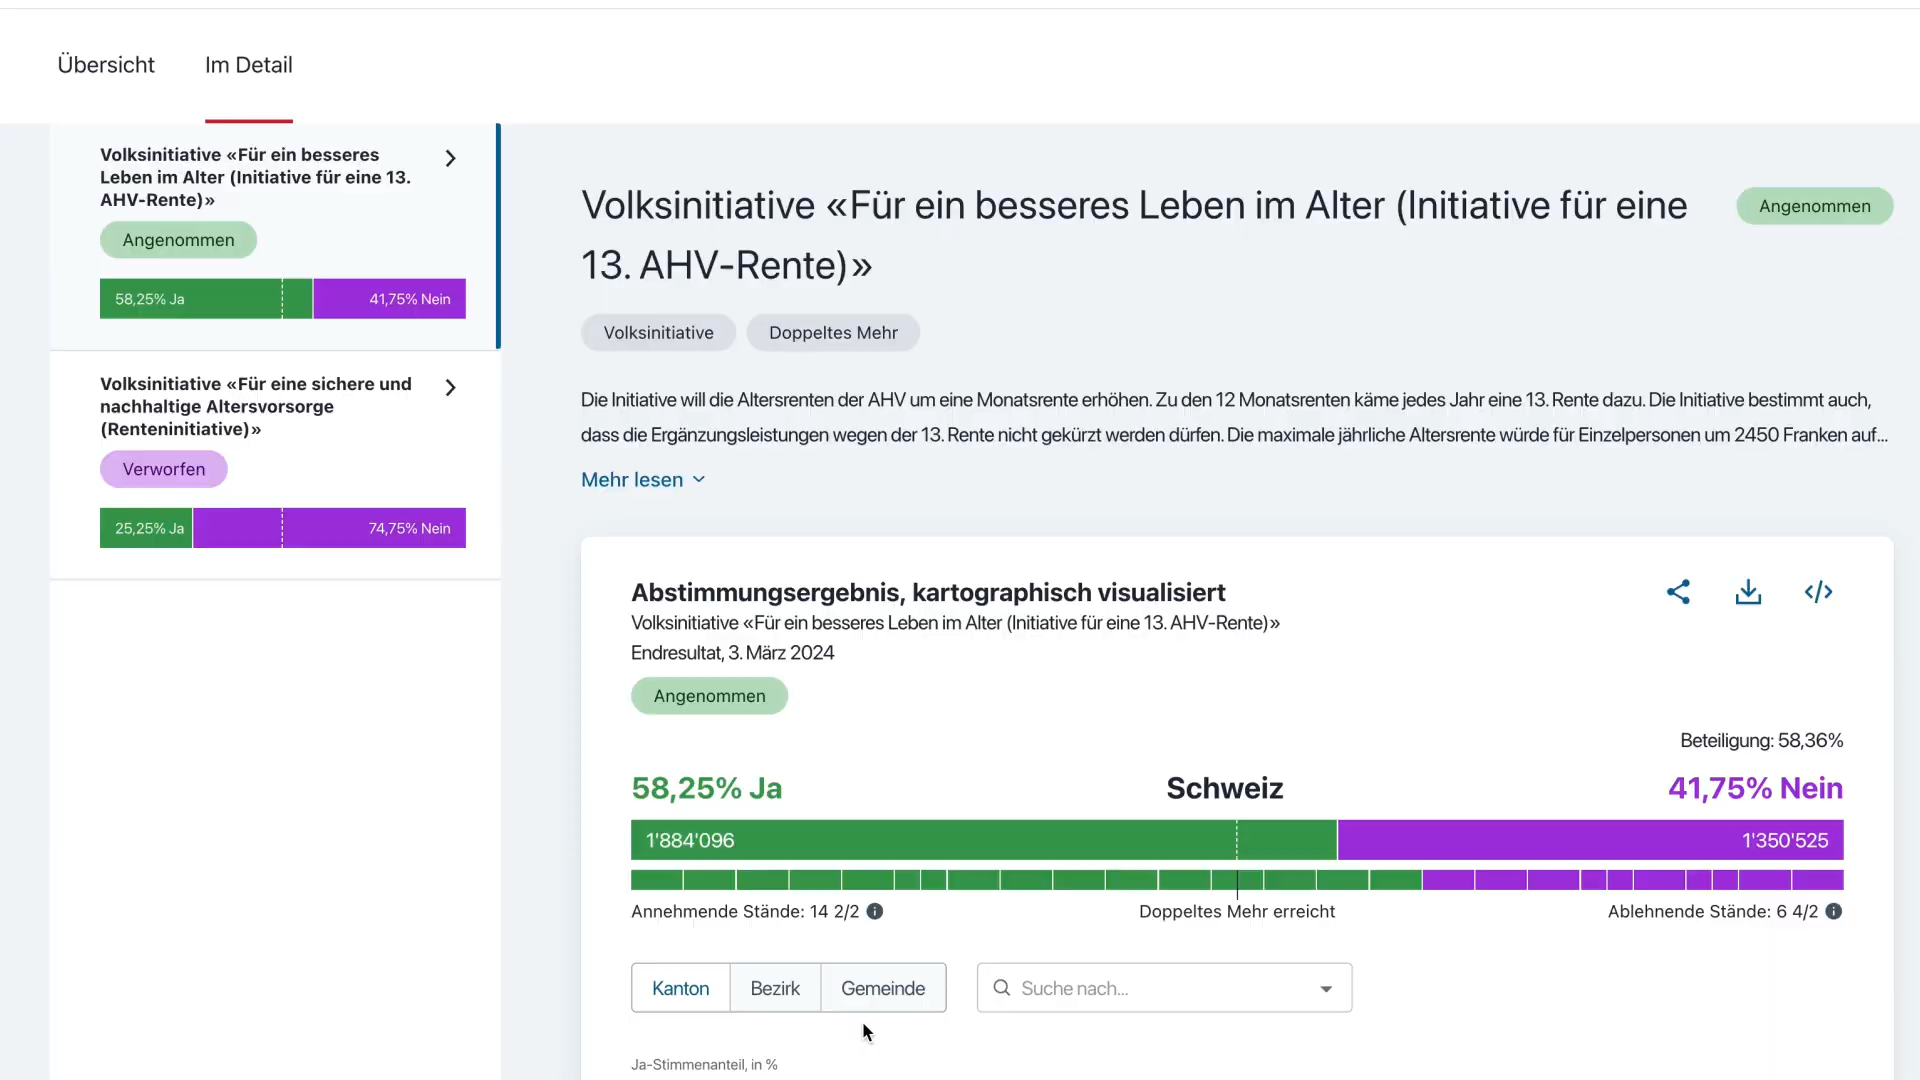 Übersicht
Im Detail
Volksinitiative «Für ein besseres
Leben im Alter (Initiative für eine 13.
AHV-Rente)»
Angenommen
58,25% Ja
41,75% Nein
Volksinitiative «Für eine sichere und
nachhaltige Altersvorsorge
(Renteninitiative)»
Verworfen
25,25% Ja
74,75% Nein
Volksinitiative «Für ein besseres Leben im Alter (Initiative für eine
13. AHV-Rente)»
Angenommen
Volksinitiative
Doppeltes Mehr
Die Initiative will die Altersrenten der AHV um eine Monatsrente erhöhen. Zu den 12 Monatsrenten käme jedes Jahr eine 13. Rente dazu. Die Initiative bestimmt auch,
dass die Ergänzungsleistungen wegen der 13. Rente nicht gekürzt werden dürfen. Die maximale jährliche Altersrente würde für Einzelpersonen um 2450 Franken auf...
Mehr lesen
Abstimmungsergebnis, kartographisch visualisiert
Volksinitiative «Für ein besseres Leben im Alter (Initiative für eine 13. AHV-Rente)»
Endresultat, 3. März 2024
Angenommen
Beteiligung: 58,36%
58,25% Ja
Schweiz
41,75% Nein
1'884'096
1'350'525
Annehmende Stände: 14 2/2
Doppeltes Mehr erreicht
Ablehnende Stände: 6 4/2
Kanton
Bezirk
Gemeinde
Suche nach...
Ja-Stimmenanteil, in %